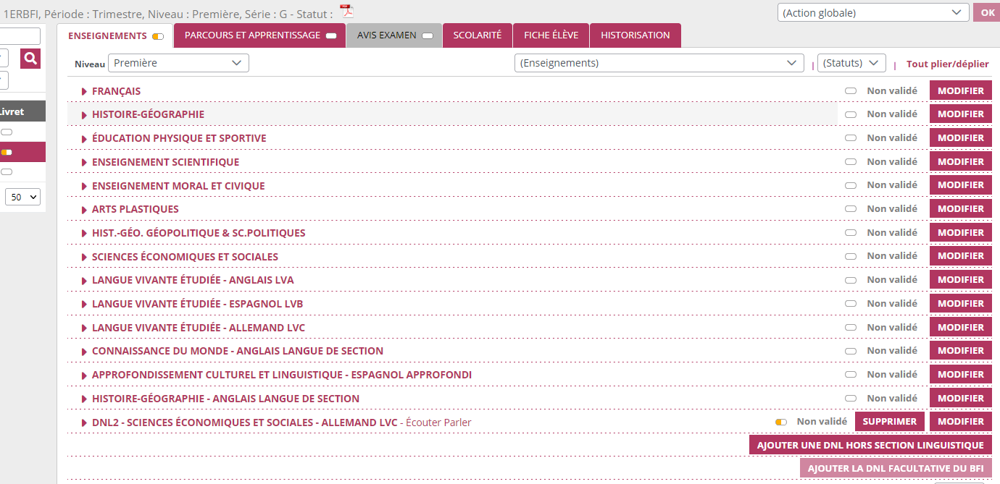 1ERBFI, Période : Trimestre, Niveau : Première, Série : G - Statut :
(Action globale) OK
ENSEIGNEMENTS PARCOURS ET APPRENTISSAGE AVIS EXAMEN SCOLARITÉ FICHE ÉLÈVE HISTORISATION
Niveau Première (Enseignements) | (Statuts) | Tout plier/déplier
Livret
50
FRANÇAIS Non validé MODIFIER
HISTOIRE-GÉOGRAPHIE Non validé MODIFIER
ÉDUCATION PHYSIQUE ET SPORTIVE Non validé MODIFIER
ENSEIGNEMENT SCIENTIFIQUE Non validé MODIFIER
ENSEIGNEMENT MORAL ET CIVIQUE Non validé MODIFIER
ARTS PLASTIQUES Non validé MODIFIER
HIST.-GÉO. GÉOPOLITIQUE & SC.POLITIQUES Non validé MODIFIER
SCIENCES ÉCONOMIQUES ET SOCIALES Non validé MODIFIER
LANGUE VIVANTE ÉTUDIÉE - ANGLAIS LVA Non validé MODIFIER
LANGUE VIVANTE ÉTUDIÉE - ESPAGNOL LVB Non validé MODIFIER
LANGUE VIVANTE ÉTUDIÉE - ALLEMAND LVC Non validé MODIFIER
CONNAISSANCE DU MONDE - ANGLAIS LANGUE DE SECTION Non validé MODIFIER
APPROFONDISSEMENT CULTUREL ET LINGUISTIQUE - ESPAGNOL APPROFONDI Non validé MODIFIER
HISTOIRE-GÉOGRAPHIE - ANGLAIS LANGUE DE SECTION Non validé MODIFIER
DNL2 - SCIENCES ÉCONOMIQUES ET SOCIALES - ALLEMAND LVC - Écouter Parler Non validé SUPPRIMER MODIFIER
AJOUTER UNE DNL HORS SECTION LINGUISTIQUE
AJOUTER LA DNL FACULTATIVE DU BFI